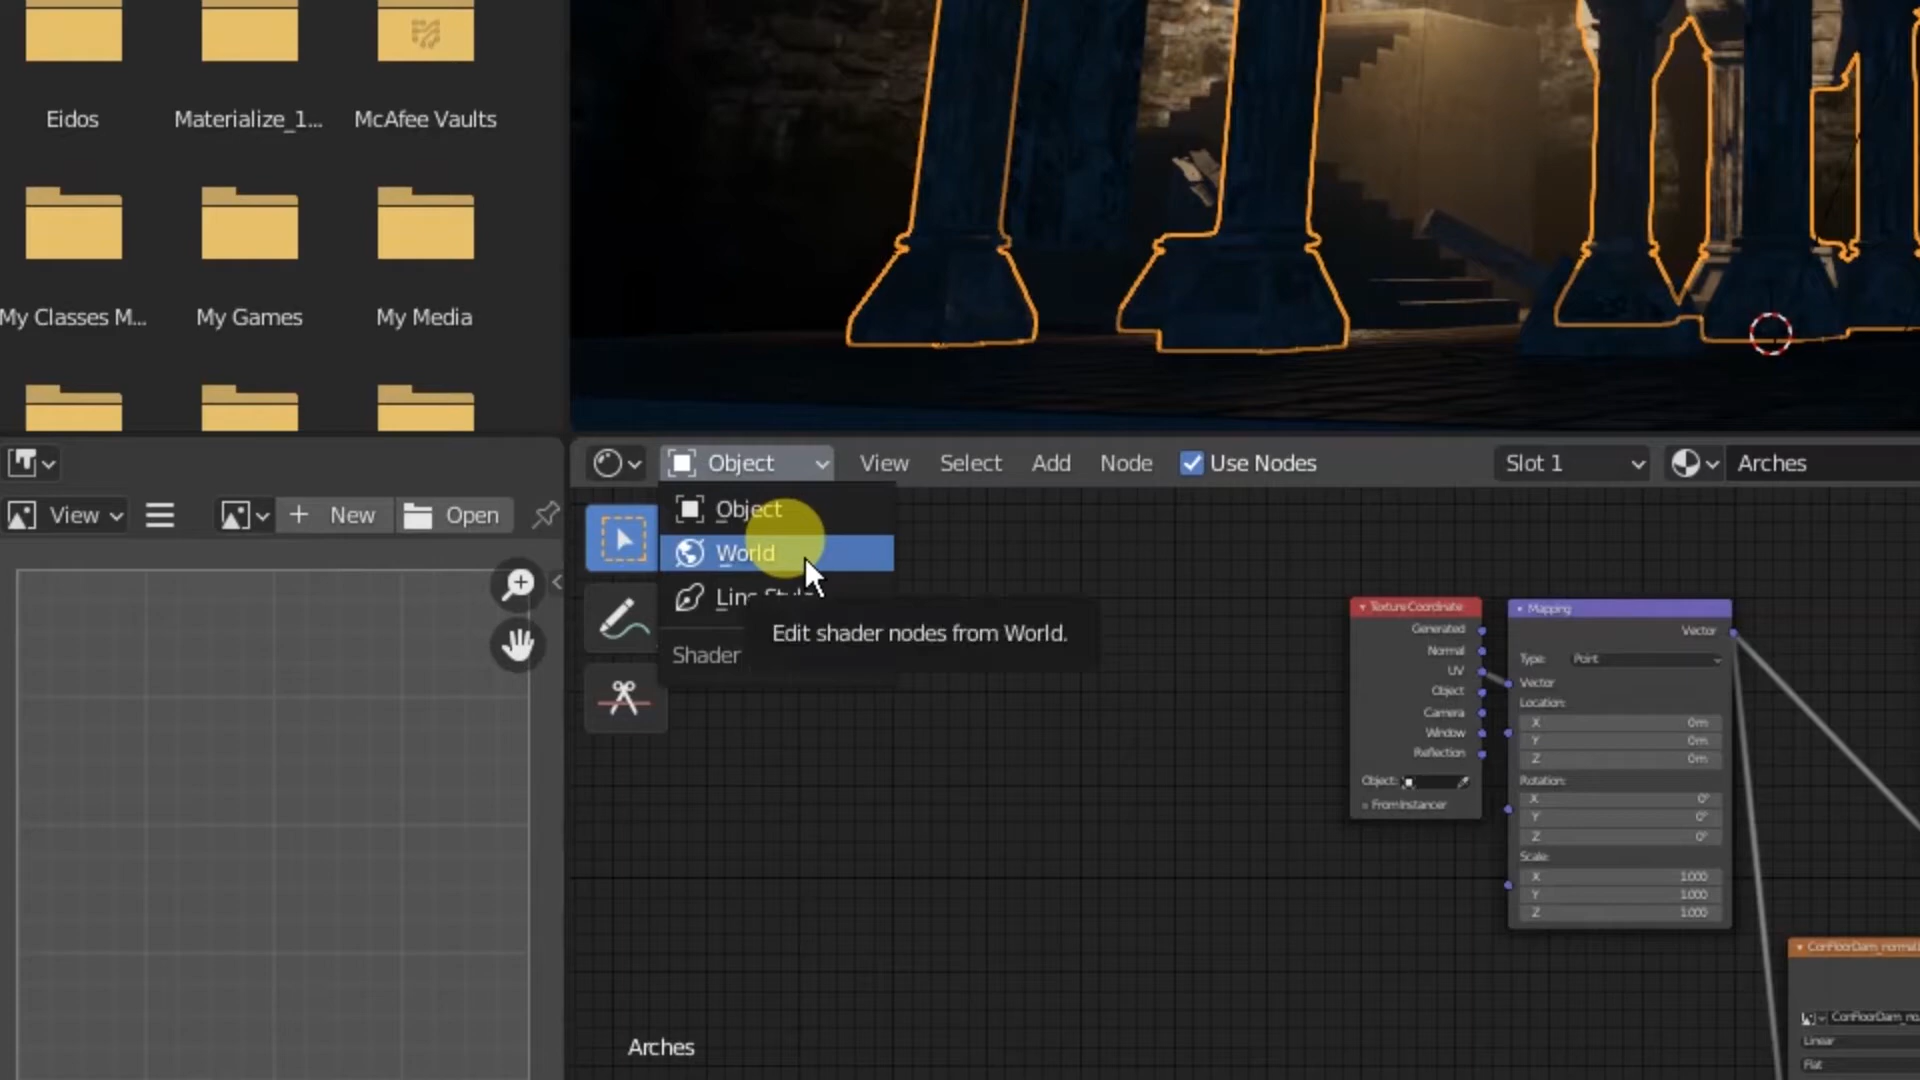 Eidos
Materialize_1...
McAfee Vaults
My Classes M...
My Games
My Media
Object
View
Select
Add
Node
Use Nodes
Slot 1
Arches
View
New
Open
Object
World
Edit shader nodes from World.
Shader
Texture Coordinate
Generated
Normal
UV
Object
Camera
Window
Reflection
Object:
From Instancer
Mapping
Vector
Type: Point
Vector
Location:
X 0m
Y 0m
Z 0m
Rotation:
X 0°
Y 0°
Z 0°
Scale:
X 1.000
Y 1.000
Z 1.000
Linear
Flat
Arches